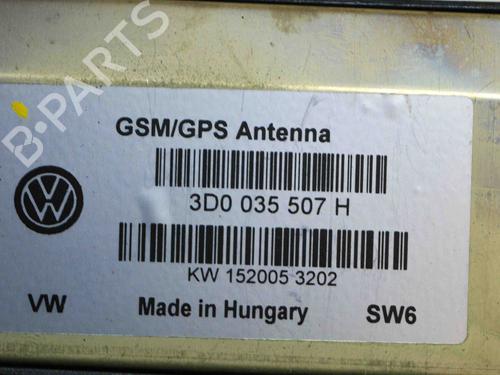 B-PARTS
GSM/GPS Antenna
3D0 035 507 H
KW 152005 3202
VW Made in Hungary SW6